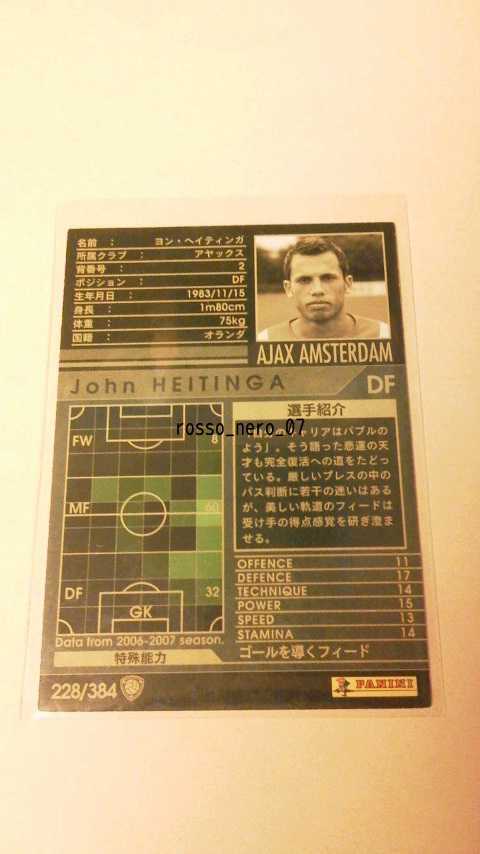 名前 : ヨン・ヘイティンガ
所属クラブ : アヤックス
背番号 : 2
ポジション : DF
生年月日 : 1983/11/15
身長 : 1m80cm
体重 : 75kg
国籍 : オランダ
AJAX AMSTERDAM
John HEITINGA DF
FW 8
MF 60
DF 32
GK
Data from 2006-2007 season.
特殊能力
選手紹介
rosso_nero_07
リアはバブルの
よう」。そう語った悲運の天
才も完全復活への道をたどっ
ている。厳しいプレスの中の
パス判断に若干の迷いはある
が、美しい軌道のフィードは
受け手の得点感覚を研ぎ澄ま
せる。
OFFENCE 11
DEFENCE 17
TECHNIQUE 14
POWER 15
SPEED 13
STAMINA 14
ゴールを導くフィード
228/384
PANINI